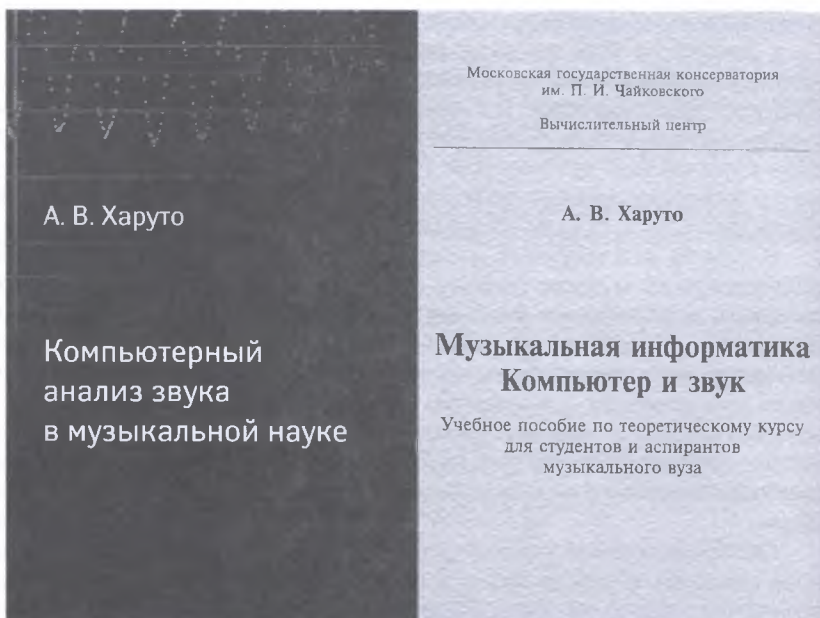 А. В. Харуто
Компьютерный
анализ звука
в музыкальной науке
Московская государственная консерватория
им. П. И. Чайковского
Вычислительный центр
А. В. Харуто
Музыкальная информатика
Компьютер и звук
Учебное пособие по теоретическому курсу
для студентов и аспирантов
музыкального вуза